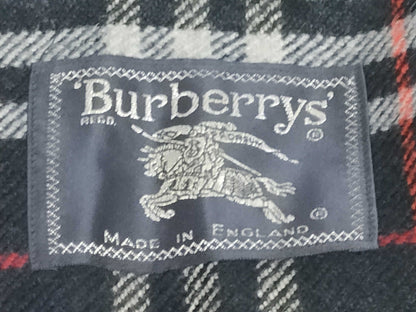 'Burberrys'
REGD.
®
®
MADE IN ENGLAND